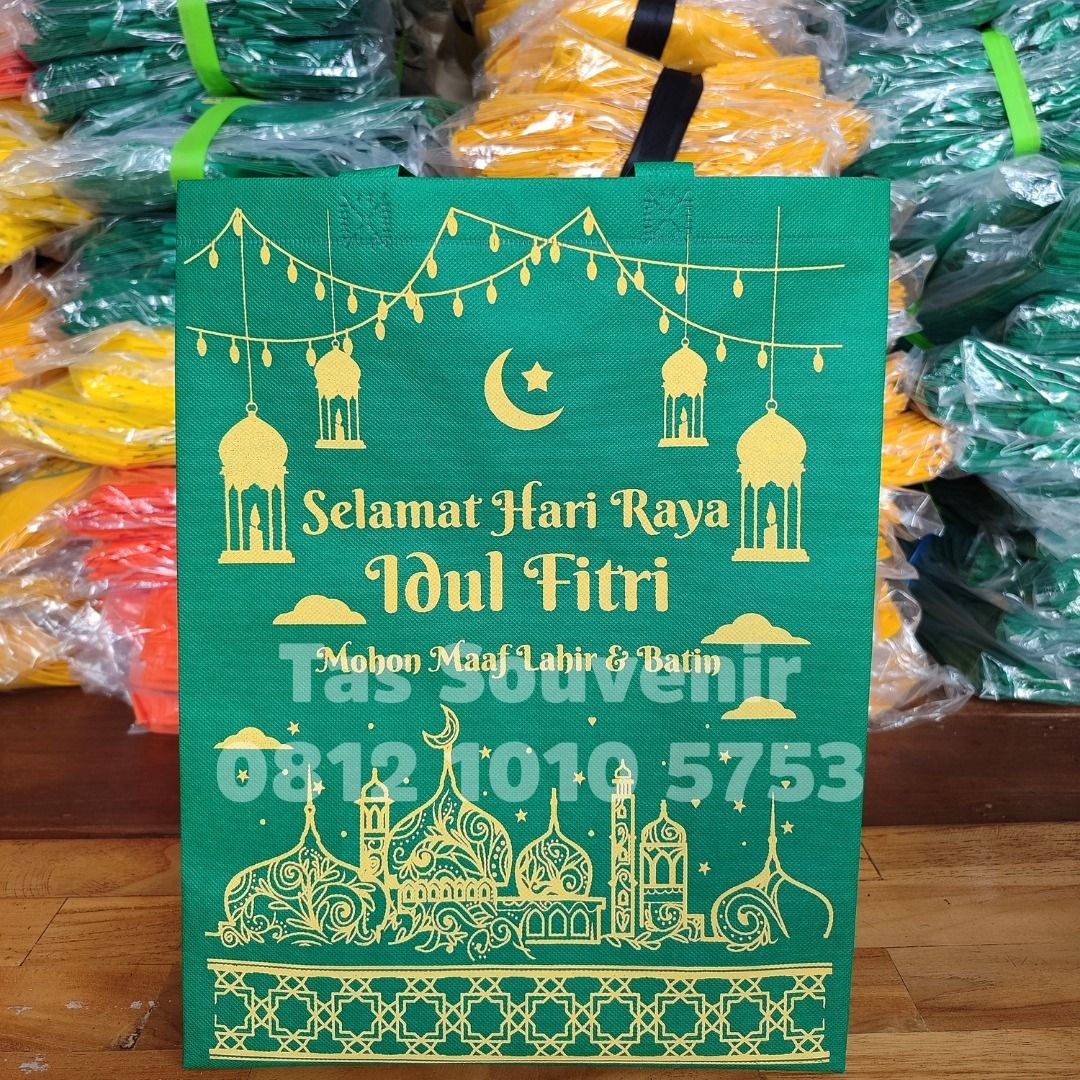 Selamat Hari Raya
Idul Fitri
Mohon Maaf Lahir & Batin
Tas Souvenir
0812 1010 5753